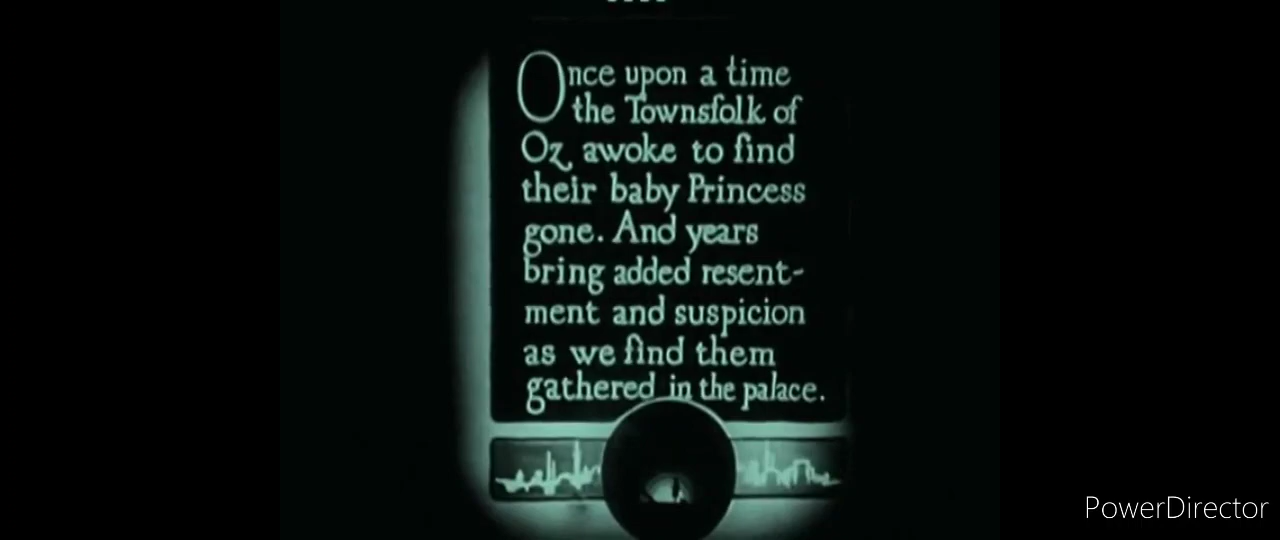 Once upon a time
the Townsfolk of
Oz awoke to find
their baby Princess
gone. And years
bring added resent-
ment and suspicion
as we find them
gathered in the palace.
PowerDirector